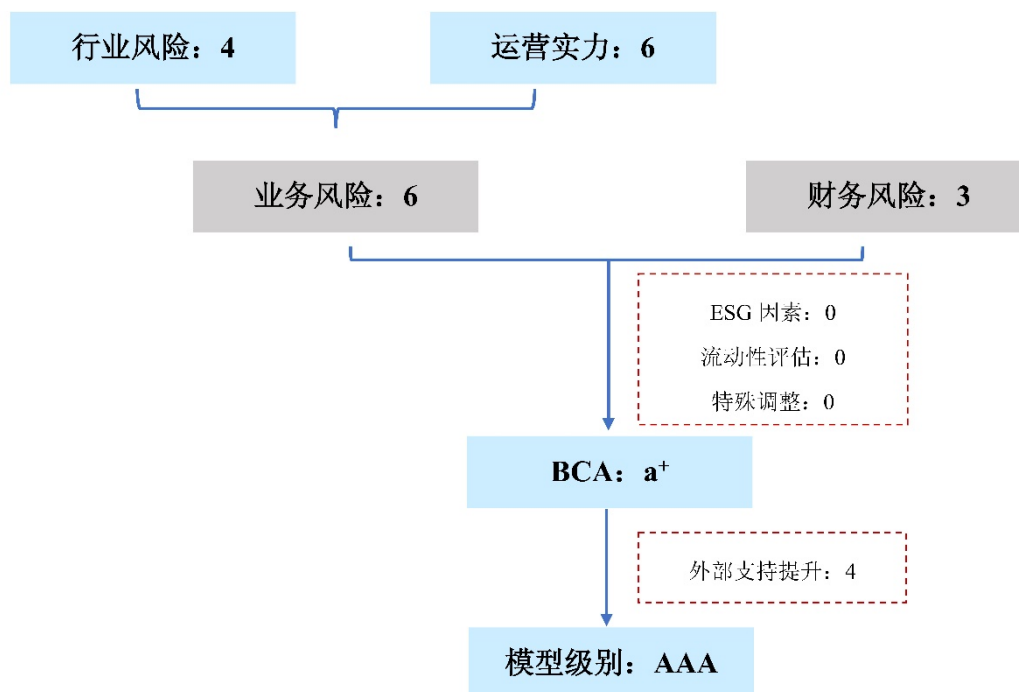 行业风险：4
运营实力：6
业务风险：6
财务风险：3
ESG 因素：0
流动性评估：0
特殊调整：0
BCA：a⁺
外部支持提升：4
模型级别：AAA